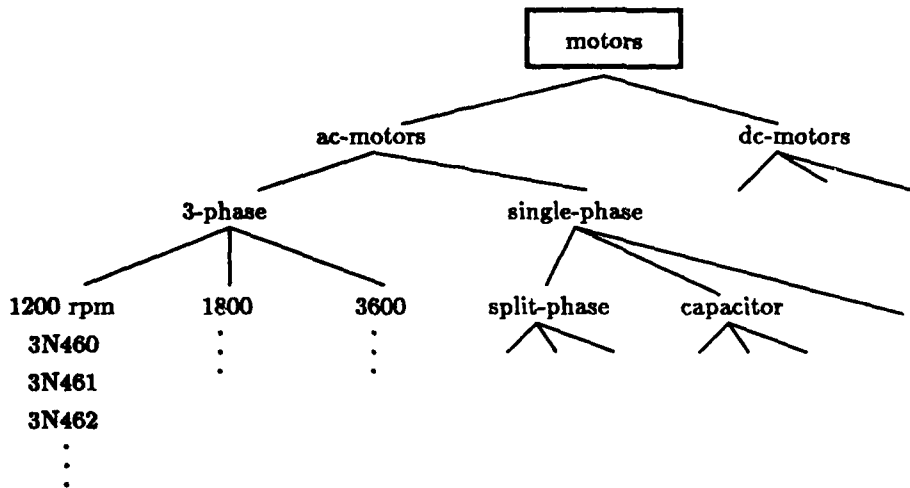 motors
ac-motors dc-motors
3-phase single-phase
1200 rpm 1800 3600 split-phase capacitor
3N460
3N461
3N462